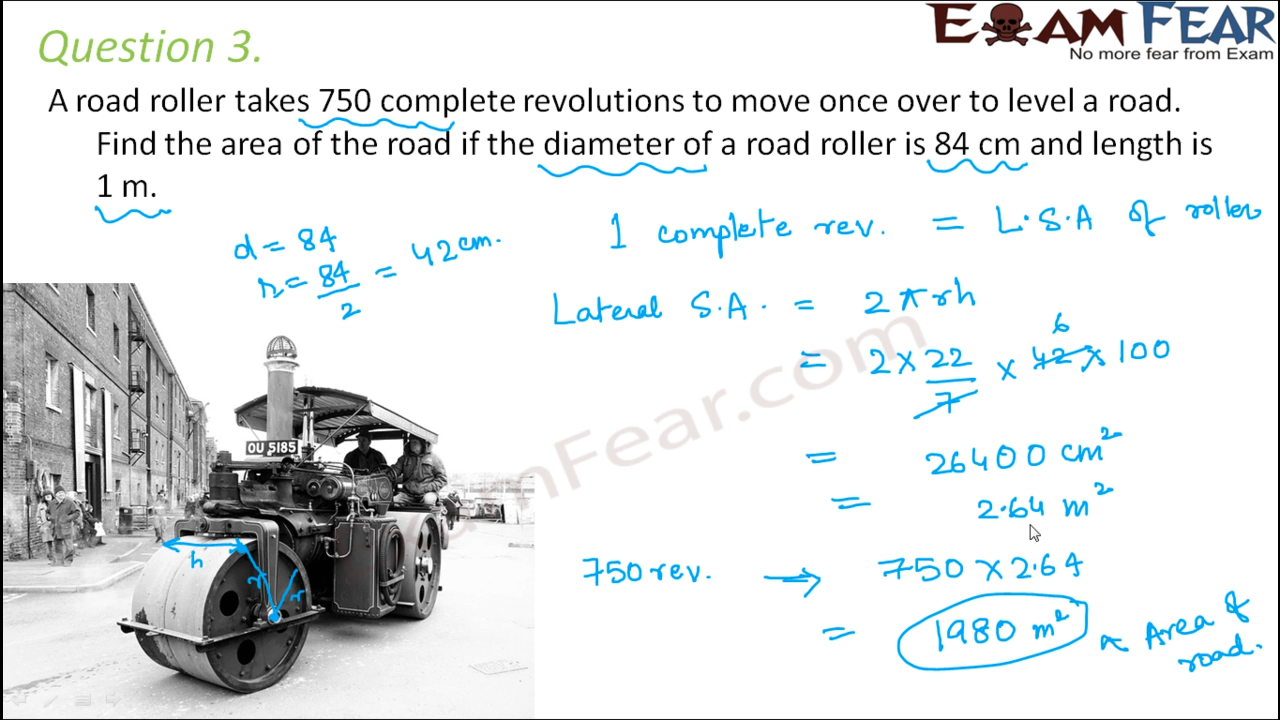 Question 3.
EXAM FEAR
No more fear from Exam
A road roller takes 750 complete revolutions to move once over to level a road.
Find the area of the road if the diameter of a road roller is 84 cm and length is
1 m.
d = 84
r = 84/2 = 42 cm.
1 complete rev. = L.S.A of roller
Lateral S.A. = 2πrh
= 2 × 22/7 × 42 × 100
6
= 26400 cm²
= 2.64 m²
750 rev. → 750 × 2.64
= 1980 m² ← Area of
road.
OU 5185
h
r
r
ExamFear.com